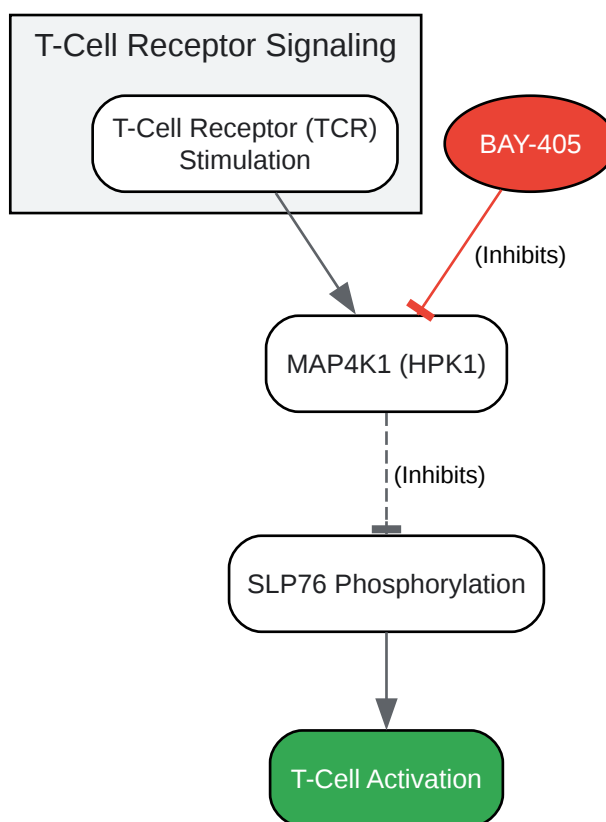 T-Cell Receptor Signaling
T-Cell Receptor (TCR)
Stimulation
BAY-405
(Inhibits)
MAP4K1 (HPK1)
(Inhibits)
SLP76 Phosphorylation
T-Cell Activation